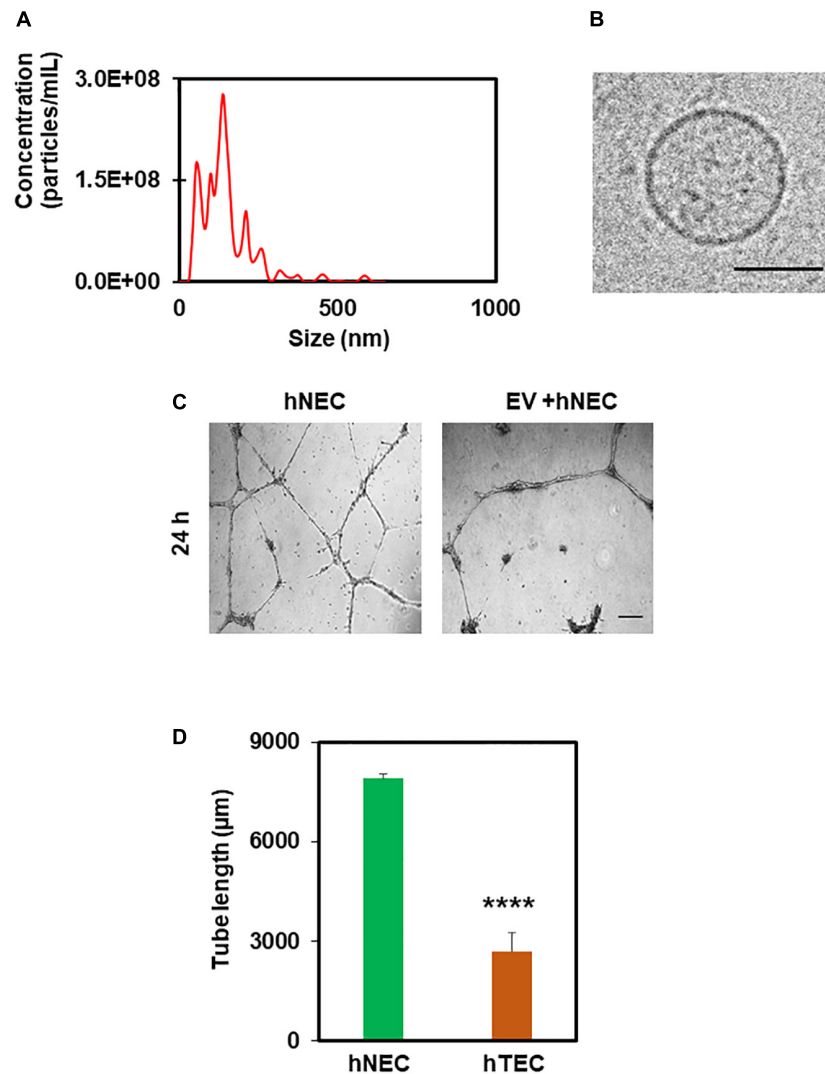 A
Concentration
(particles/mlL)
3.0E+08
1.5E+08
0.0E+00
0
500
1000
Size (nm)
B
C
hNEC
EV +hNEC
24 h
D
Tube length (μm)
9000
6000
3000
0
****
hNEC
hTEC